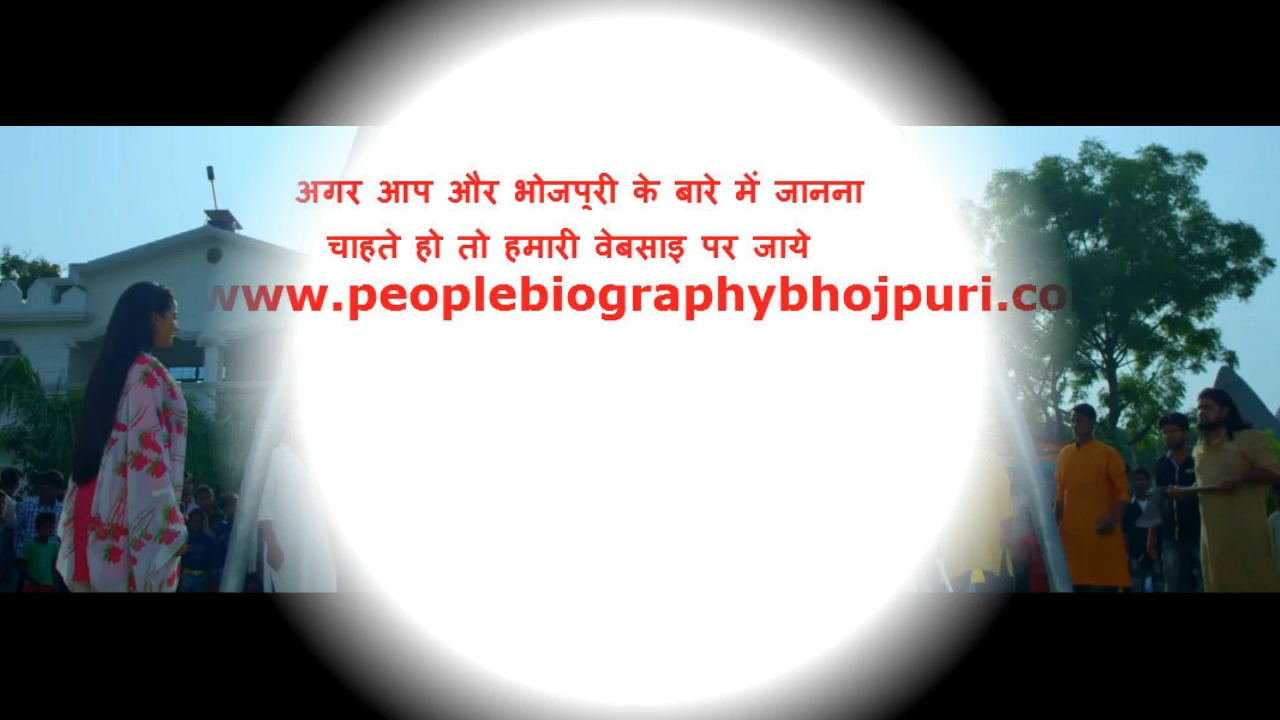 अगर आप और भोजपुरी के बारे में जानना
चाहते हो तो हमारी वेबसाइ पर जाये
www.peoplebiographybhojpuri.co